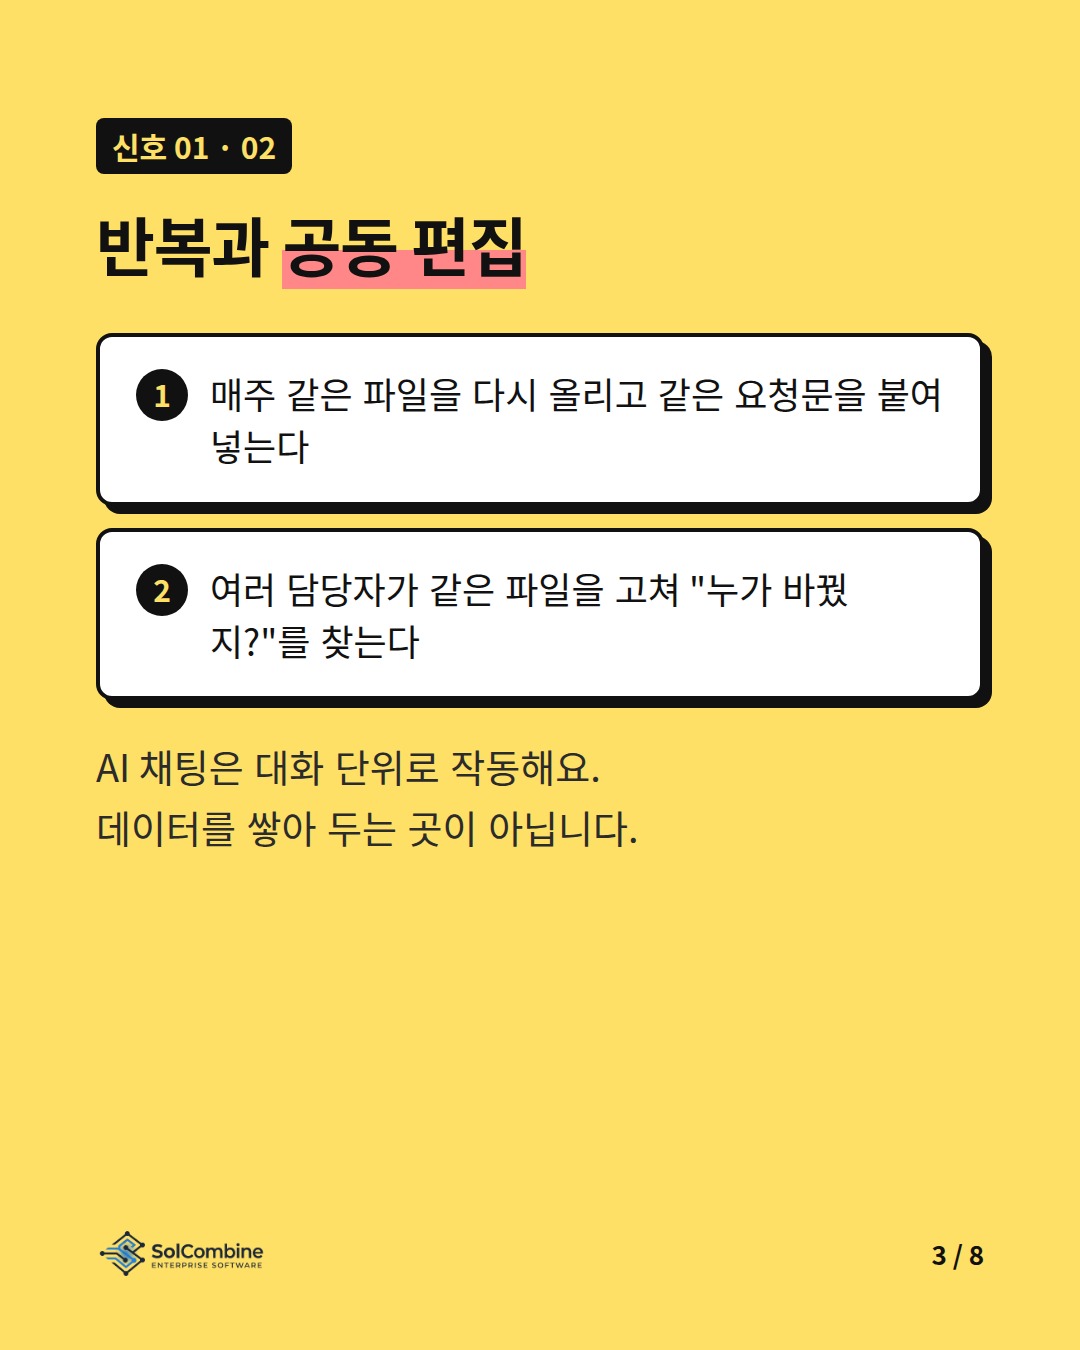 신호 01 · 02
반복과 공동 편집
1 매주 같은 파일을 다시 올리고 같은 요청문을 붙여
넣는다
2 여러 담당자가 같은 파일을 고쳐 "누가 바꿨
지?"를 찾는다
AI 채팅은 대화 단위로 작동해요.
데이터를 쌓아 두는 곳이 아닙니다.
SolCombine
ENTERPRISE SOFTWARE
3 / 8